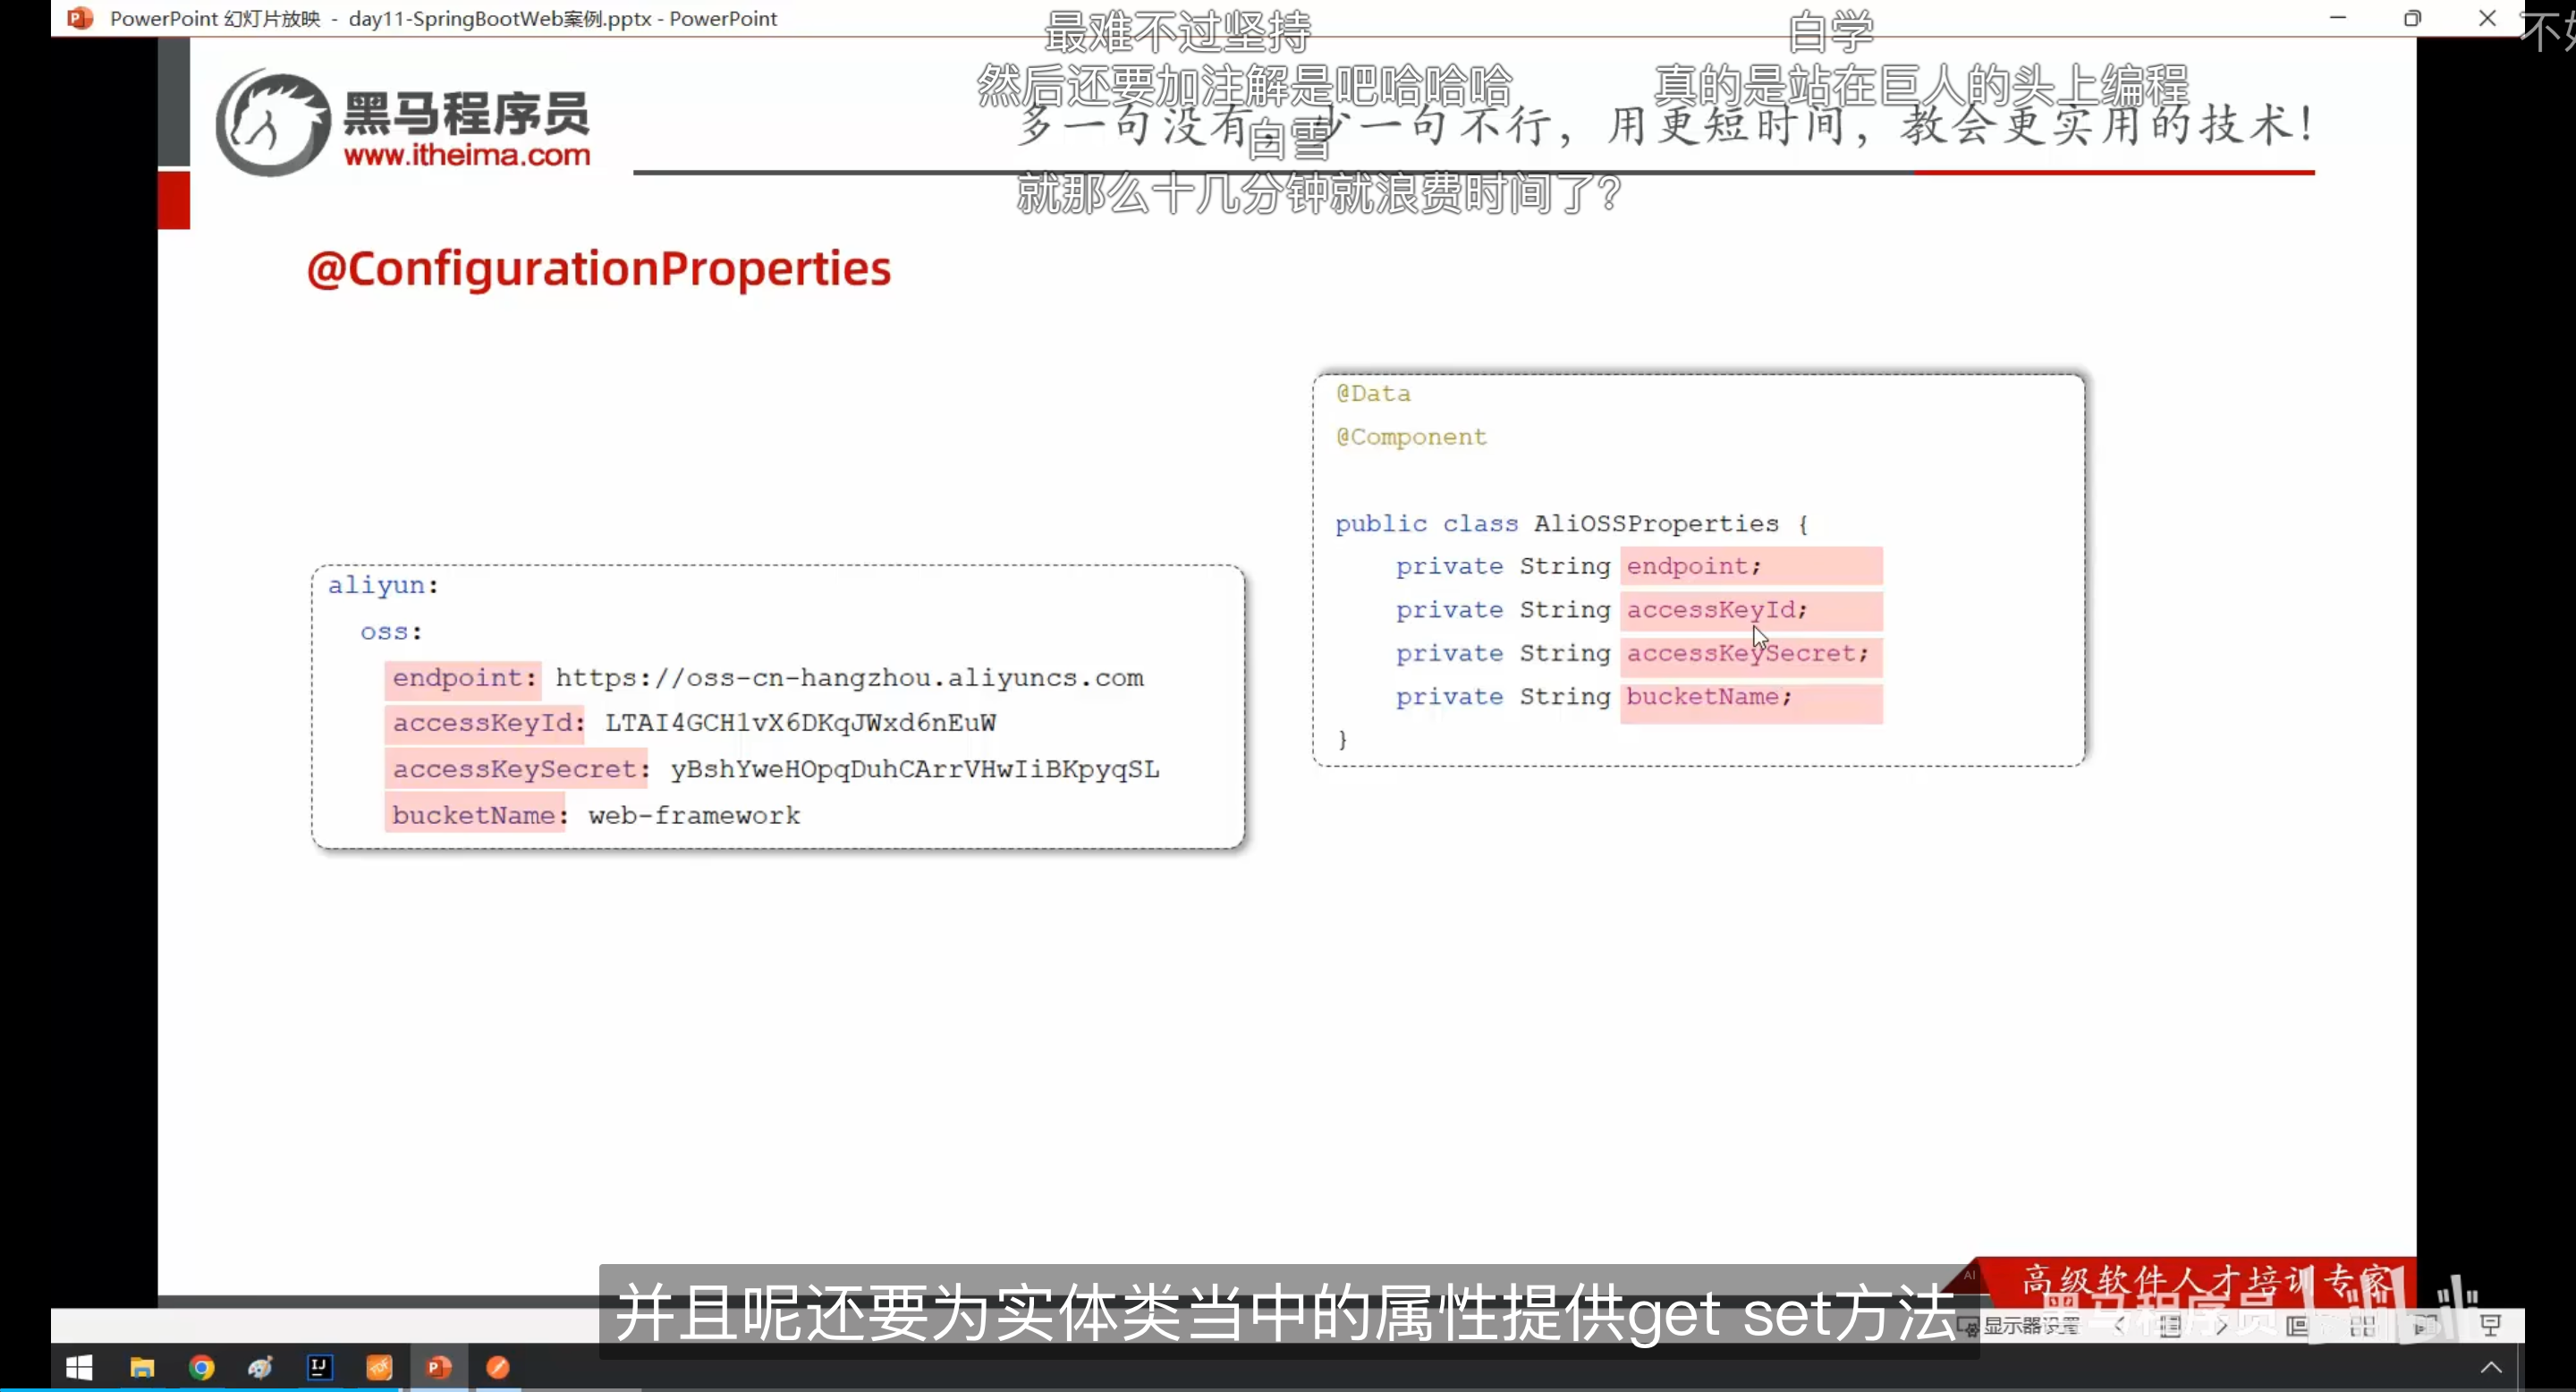 PowerPoint 幻灯片放映 - day11-SpringBootWeb案例.pptx - PowerPoint
最难不过坚持
白学
然后还要加注解是吧哈哈哈
真的是站在巨人的头上编程
黑马程序员
www.itheima.com
多一句没有，少一句不行，用更短时间，教会更实用的技术！
白雪
就那么十几分钟就浪费时间了？
@ConfigurationProperties
aliyun:
oss:
endpoint: https://oss-cn-hangzhou.aliyuncs.com
accessKeyId: LTAI4GCH1vX6DKqJWxd6nEuW
accessKeySecret: yBshYweHOpqDuhCArrVHwIiBKpyqSL
bucketName: web-framework
@Data
@Component
public class AliOSSProperties {
private String endpoint;
private String accessKeyId;
private String accessKeySecret;
private String bucketName;
}
高级软件人才培训专家
AI
并且呢还要为实体类当中的属性提供get set方法
黑马程序员
显示器设置